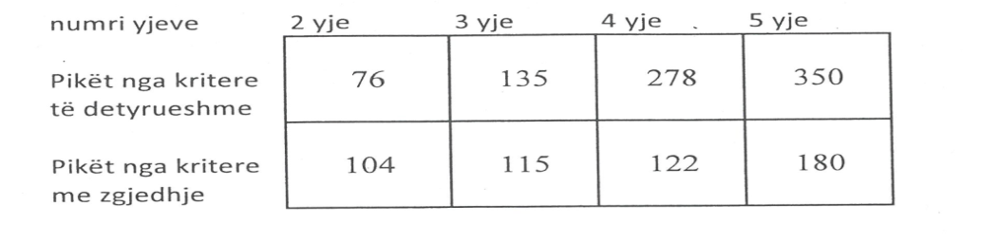 numri yjeve 2 yje 3 yje 4 yje 5 yje
Pikët nga kritere
të detyrueshme
76 135 278 350
Pikët nga kritere
me zgjedhje
104 115 122 180